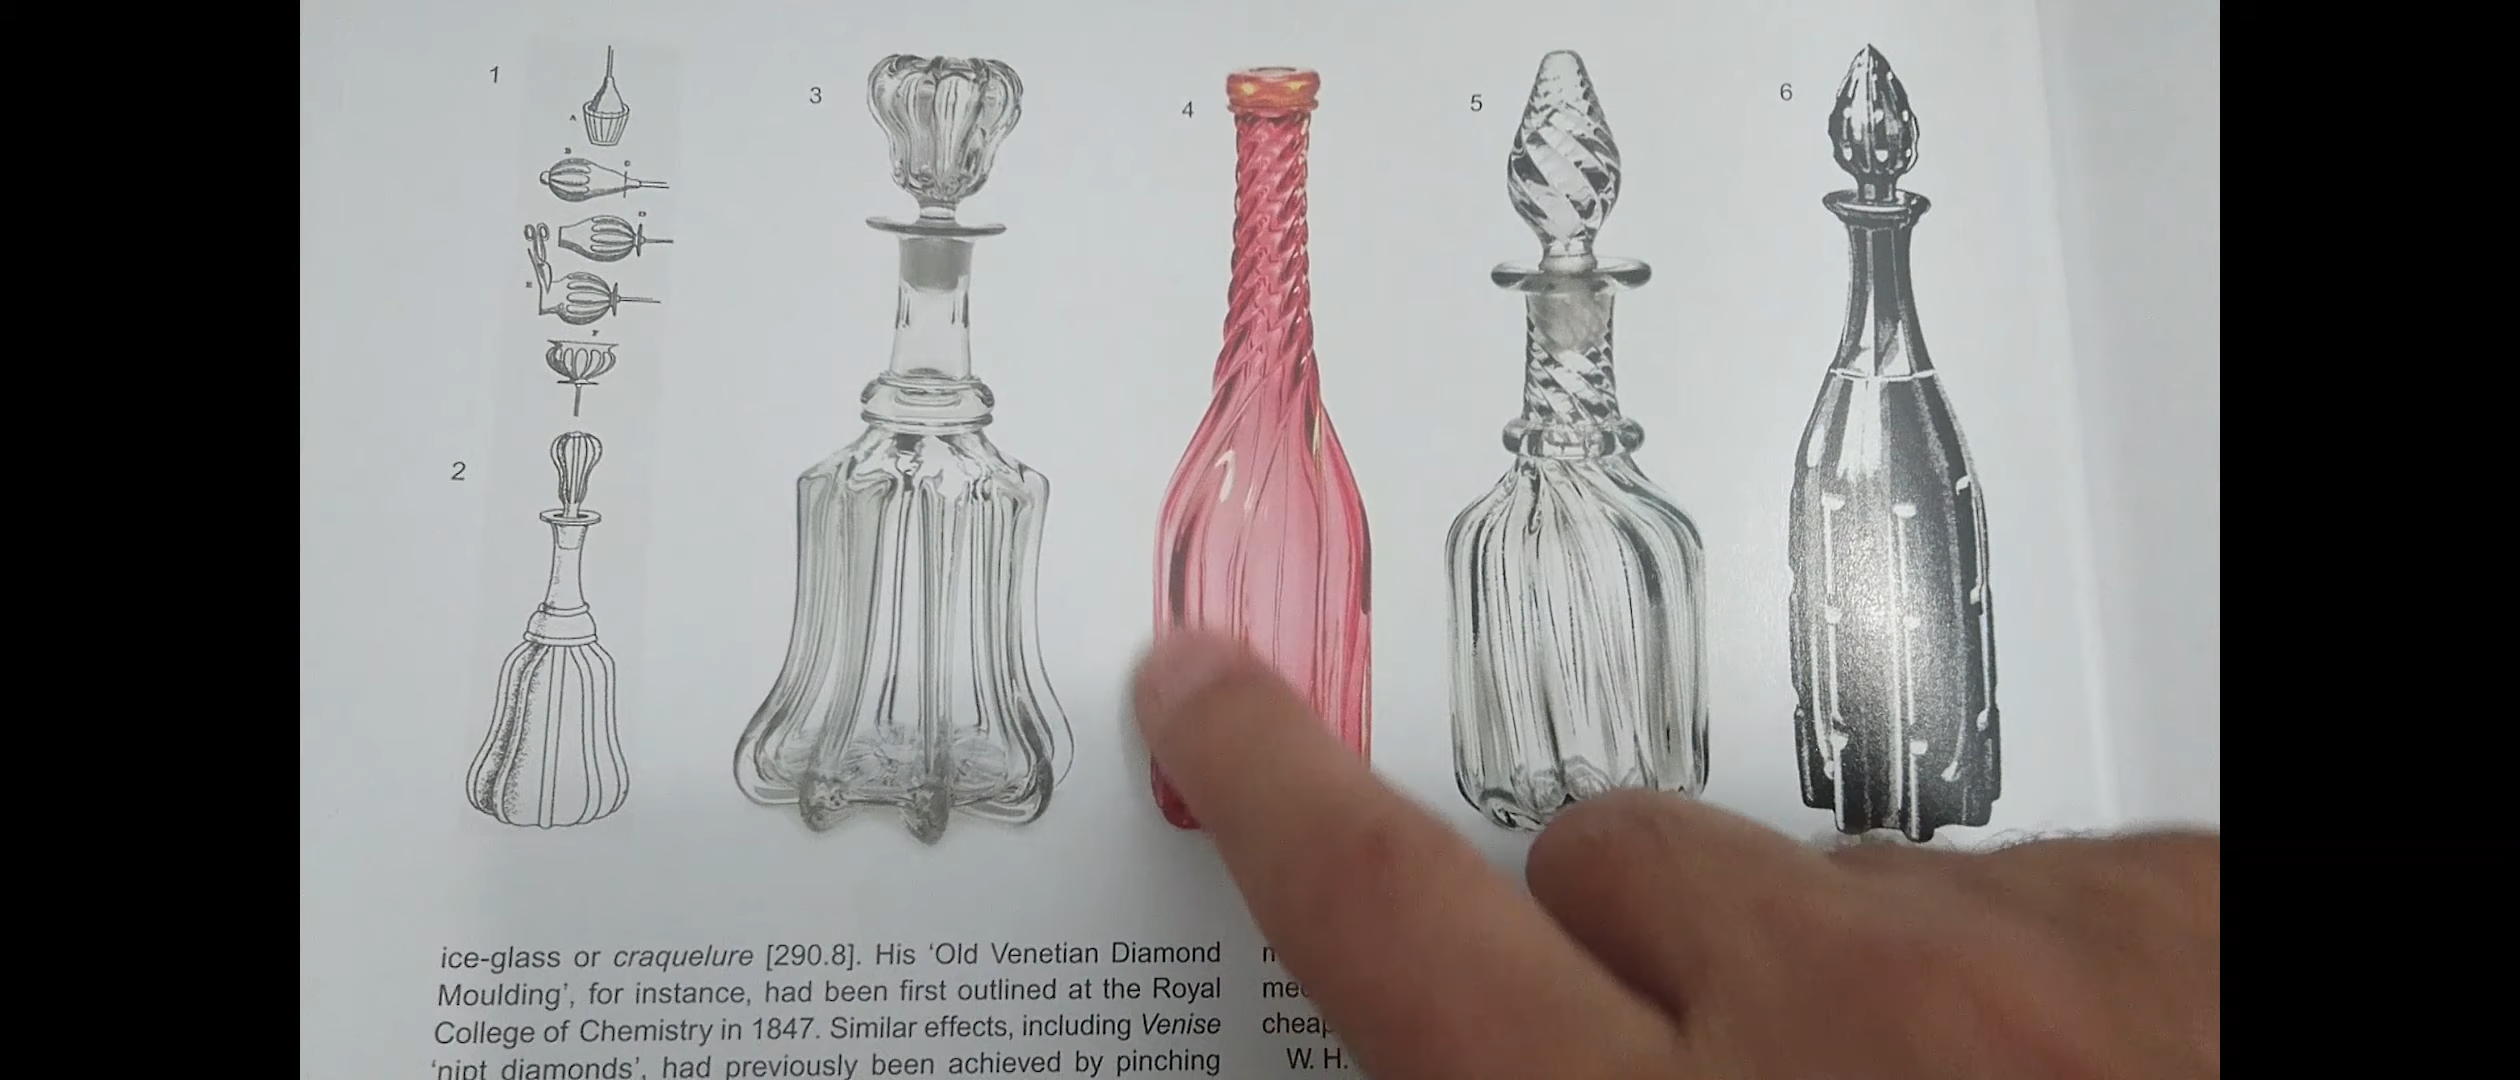 1
3
4
5
6
A
B
C
D
E
F
2
ice-glass or craquelure [290.8]. His ‘Old Venetian Diamond
Moulding’, for instance, had been first outlined at the Royal
College of Chemistry in 1847. Similar effects, including Venise
‘nipt diamonds’, had previously been achieved by pinching
W. H.